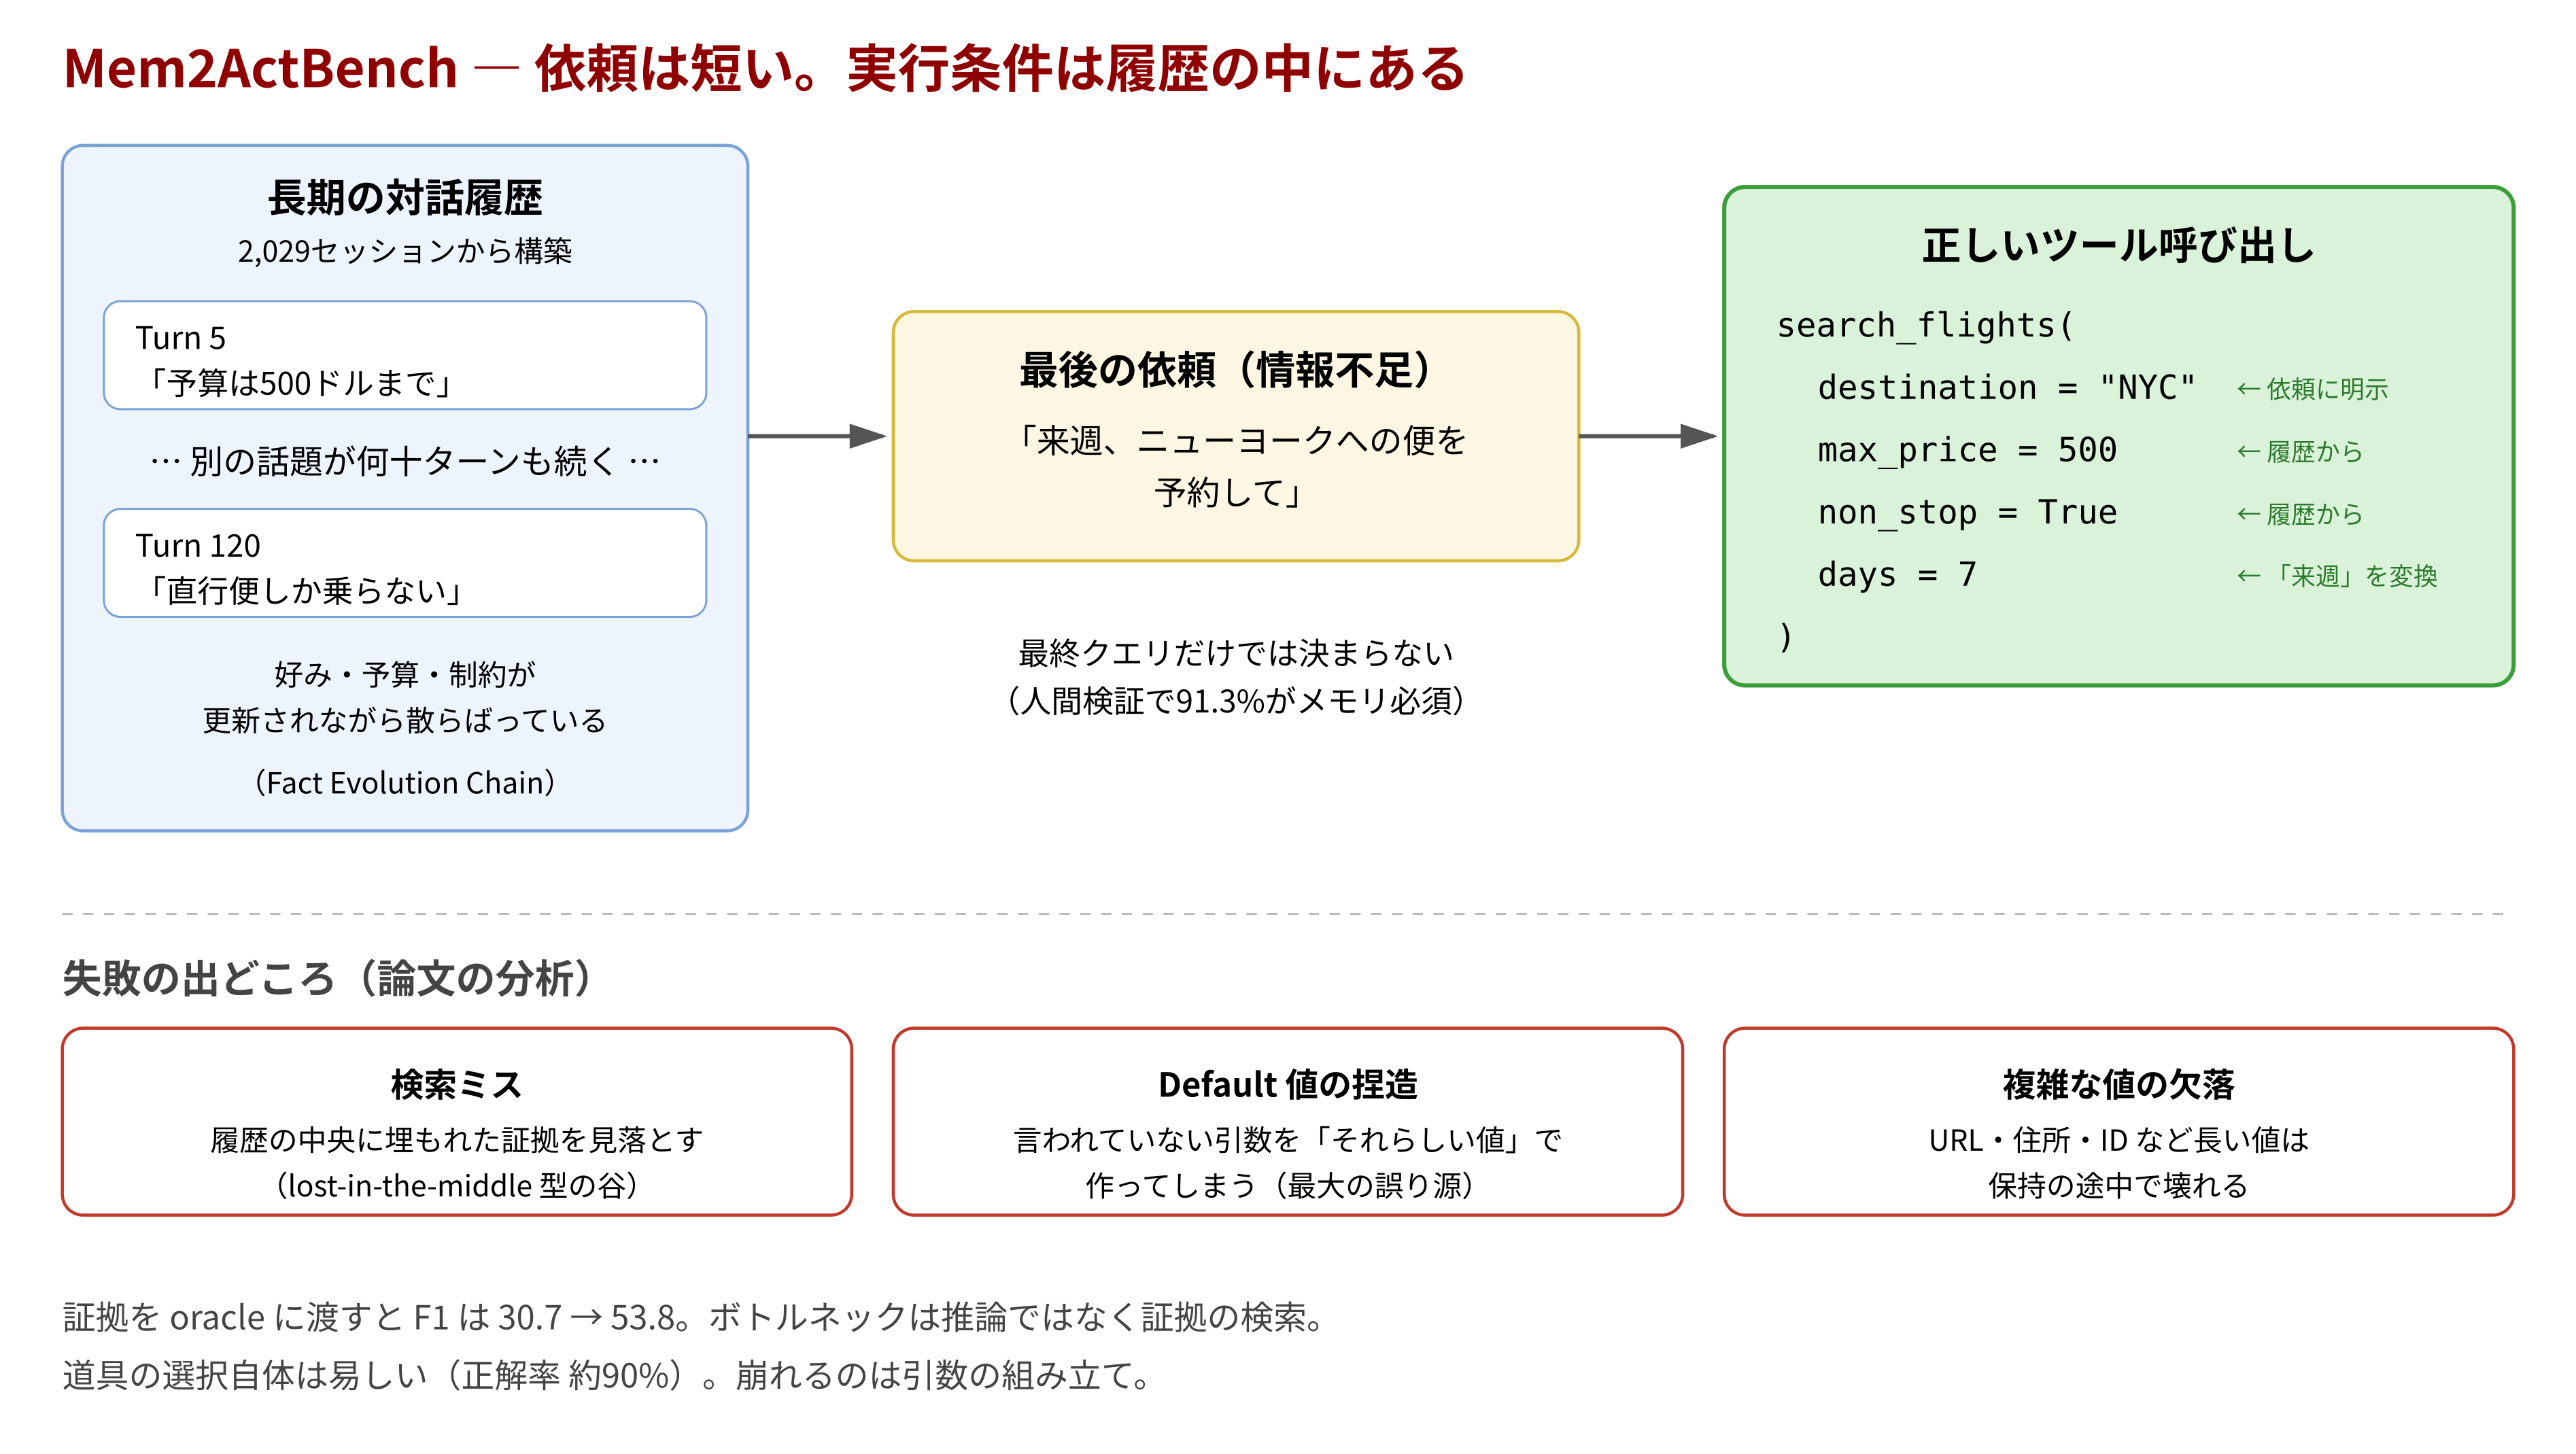 Mem2ActBench — 依頼は短い。実行条件は履歴の中にある
長期の対話履歴
2,029セッションから構築
Turn 5
「予算は500ドルまで」
… 別の話題が何十ターンも続く …
Turn 120
「直行便しか乗らない」
好み・予算・制約が
更新されながら散らばっている
（Fact Evolution Chain）
最後の依頼（情報不足）
「来週、ニューヨークへの便を
予約して」
最終クエリだけでは決まらない
（人間検証で91.3%がメモリ必須）
正しいツール呼び出し
search_flights(
destination = "NYC" ← 依頼に明示
max_price = 500 ← 履歴から
non_stop = True ← 履歴から
days = 7 ← 「来週」を変換
)
失敗の出どころ（論文の分析）
検索ミス
履歴の中央に埋もれた証拠を見落とす
（lost-in-the-middle 型の谷）
Default 値の捏造
言われていない引数を「それらしい値」で
作ってしまう（最大の誤り源）
複雑な値の欠落
URL・住所・ID など長い値は
保持の途中で壊れる
証拠を oracle に渡すと F1 は 30.7 → 53.8。ボトルネックは推論ではなく証拠の検索。
道具の選択自体は易しい（正解率 約90%）。崩れるのは引数の組み立て。